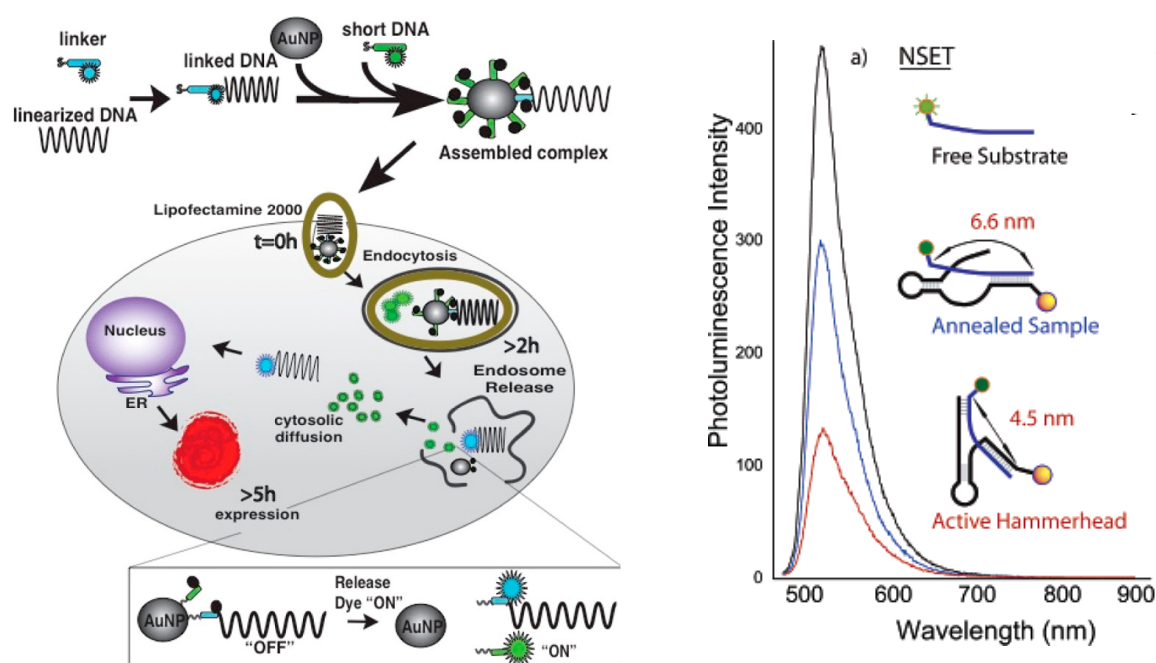 linker
linearized DNA
linked DNA
AuNP
short DNA
Assembled complex
Lipofectamine 2000
t=0h
Endocytosis
>2h
Endosome
Release
Nucleus
ER
cytosolic
diffusion
>5h
expression
AuNP
"OFF"
Release
Dye "ON"
AuNP
"ON"
a) NSET
Photoluminescence Intensity
400
300
200
100
0
Free Substrate
6.6 nm
Annealed Sample
4.5 nm
Active Hammerhead
500 600 700 800 900
Wavelength (nm)